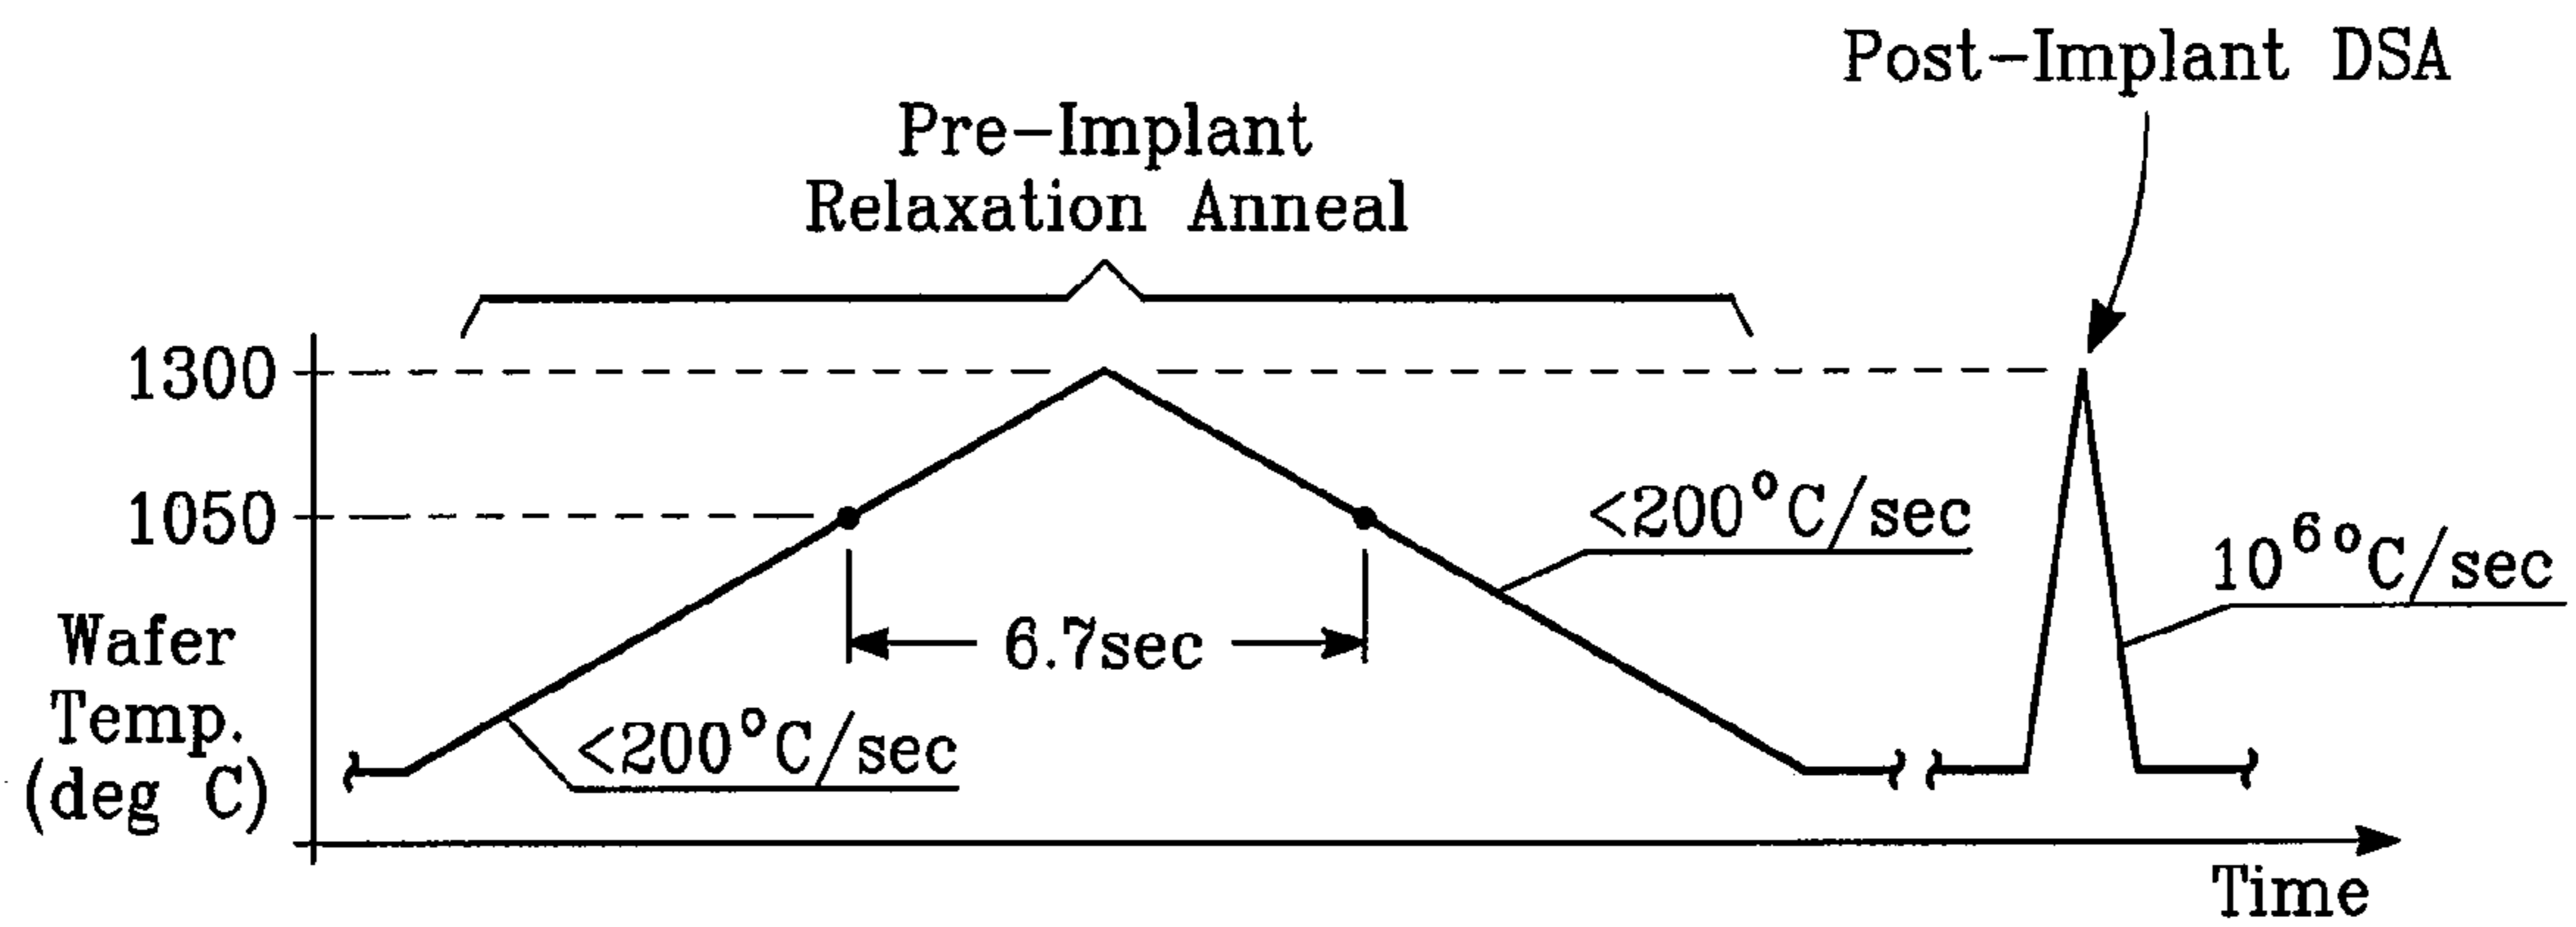 Post-Implant DSA
Pre-Implant
Relaxation Anneal
1300
1050
<200°C/sec
10⁶°C/sec
6.7sec
<200°C/sec
Wafer
Temp.
(deg C)
Time